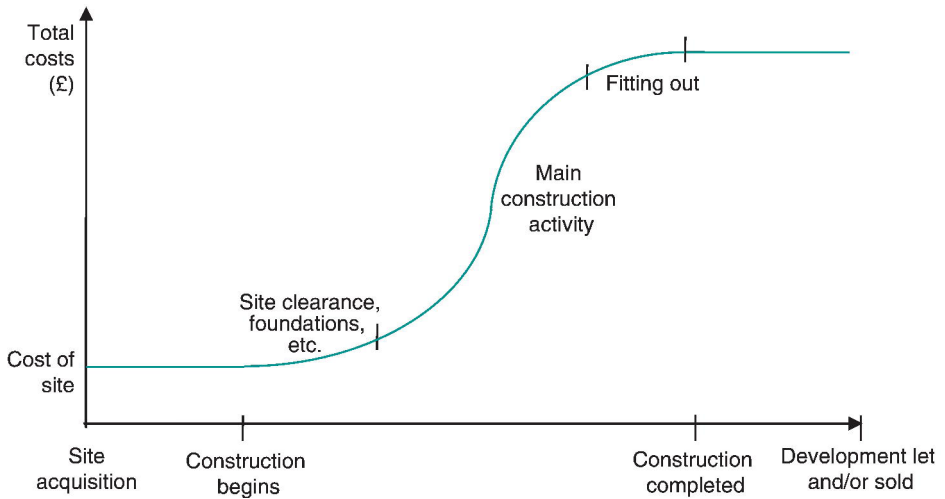 Total
costs
(£)
Fitting out
Main
construction
activity
Site clearance,
foundations,
etc.
Cost of
site
Site
acquisition
Construction
begins
Construction
completed
Development let
and/or sold